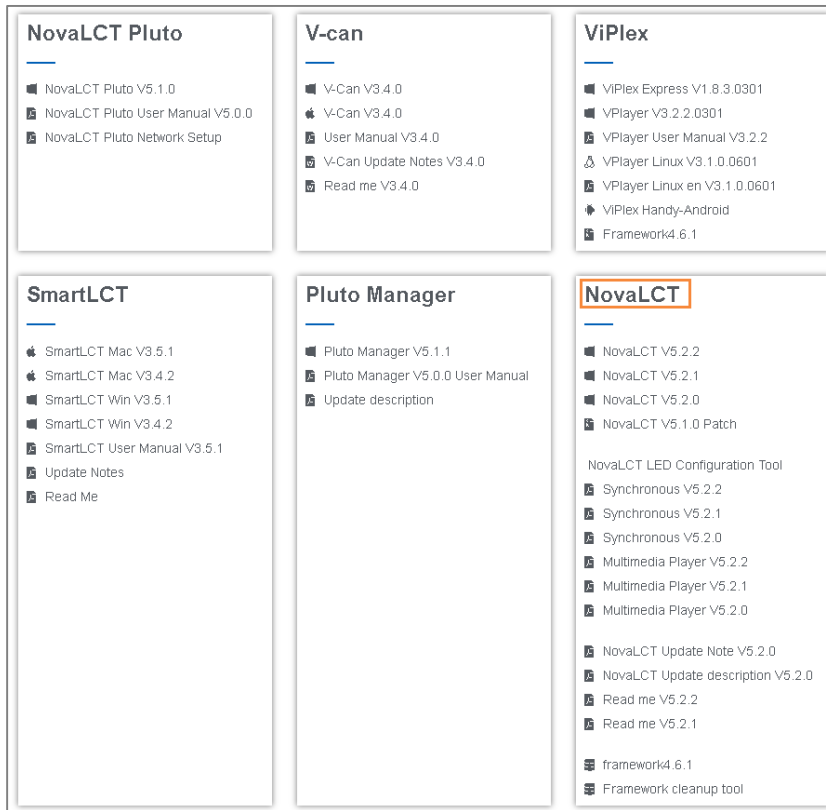 NovaLCT Pluto
NovaLCT Pluto V5.1.0
NovaLCT Pluto User Manual V5.0.0
NovaLCT Pluto Network Setup
V-can
V-Can V3.4.0
V-Can V3.4.0
User Manual V3.4.0
V-Can Update Notes V3.4.0
Read me V3.4.0
ViPlex
ViPlex Express V1.8.3.0301
VPlayer V3.2.2.0301
VPlayer User Manual V3.2.2
VPlayer Linux V3.1.0.0601
VPlayer Linux en V3.1.0.0601
ViPlex Handy-Android
Framework4.6.1
SmartLCT
SmartLCT Mac V3.5.1
SmartLCT Mac V3.4.2
SmartLCT Win V3.5.1
SmartLCT Win V3.4.2
SmartLCT User Manual V3.5.1
Update Notes
Read Me
Pluto Manager
Pluto Manager V5.1.1
Pluto Manager V5.0.0 User Manual
Update description
NovaLCT
NovaLCT V5.2.2
NovaLCT V5.2.1
NovaLCT V5.2.0
NovaLCT V5.1.0 Patch
NovaLCT LED Configuration Tool
Synchronous V5.2.2
Synchronous V5.2.1
Synchronous V5.2.0
Multimedia Player V5.2.2
Multimedia Player V5.2.1
Multimedia Player V5.2.0
NovaLCT Update Note V5.2.0
NovaLCT Update description V5.2.0
Read me V5.2.2
Read me V5.2.1
framework4.6.1
Framework cleanup tool